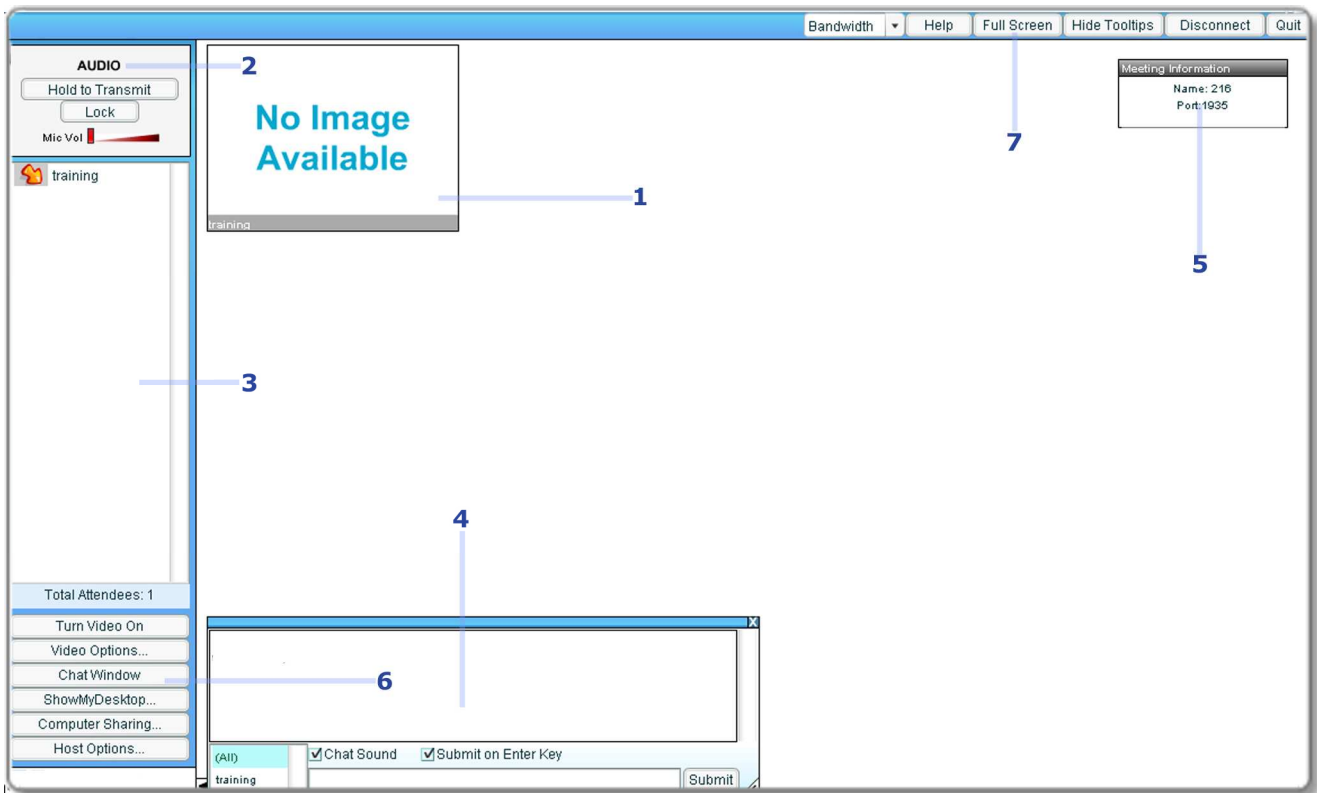 Bandwidth Help Full Screen Hide Tooltips Disconnect Quit
AUDIO
2
Hold to Transmit
Lock
Mic Vol
training
No Image
Available
training
1
Meeting Information
Name: 216
Port:1935
7
5
3
4
Total Attendees: 1
Turn Video On
Video Options...
Chat Window
ShowMyDesktop...
Computer Sharing...
Host Options...
6
X
(All)
training
Chat Sound Submit on Enter Key
Submit